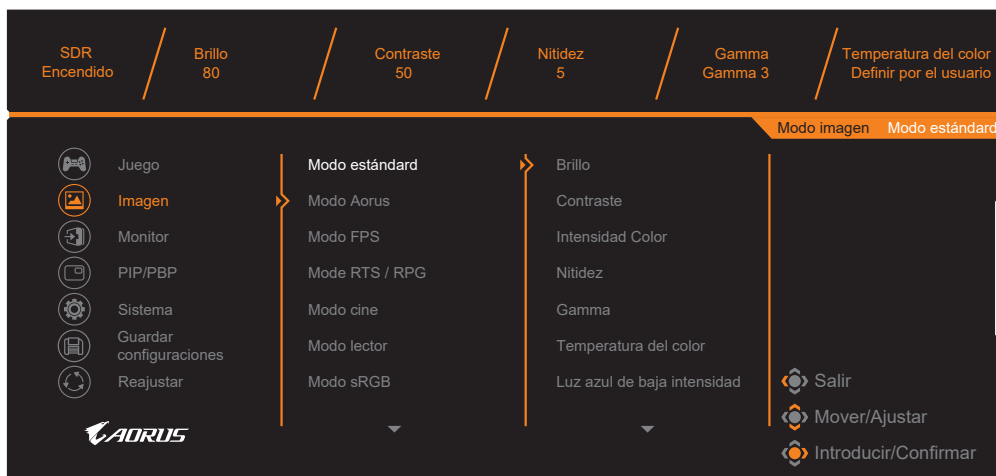 SDR
Encendido
Brillo
80
Contraste
50
Nitidez
5
Gamma
Gamma 3
Temperatura del color
Definir por el usuario
Modo imagen Modo estándard
Juego
Imagen
Monitor
PIP/PBP
Sistema
Guardar
configuraciones
Reajustar
Modo estándard
Modo Aorus
Modo FPS
Mode RTS / RPG
Modo cine
Modo lector
Modo sRGB
Brillo
Contraste
Intensidad Color
Nitidez
Gamma
Temperatura del color
Luz azul de baja intensidad
Salir
Mover/Ajustar
Introducir/Confirmar
AORUS